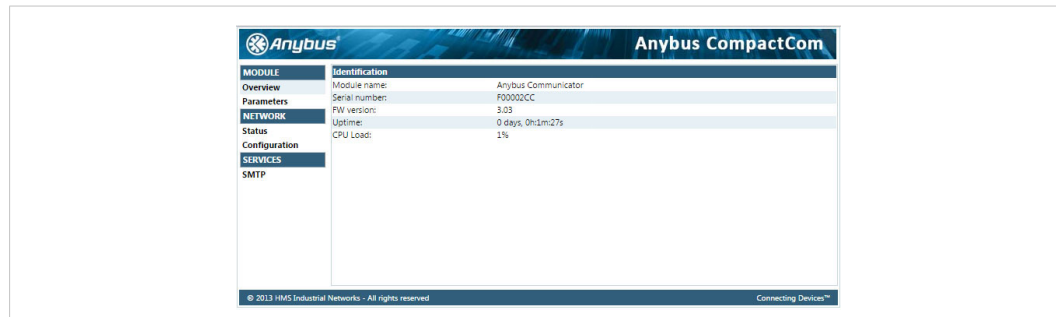 Anybus®
Anybus CompactCom
MODULE
Overview
Parameters
NETWORK
Status
Configuration
SERVICES
SMTP
Identification
Module name: Anybus Communicator
Serial number: F00002CC
FW version: 3.03
Uptime: 0 days, 0h:1m:27s
CPU Load: 1%
© 2013 HMS Industrial Networks - All rights reserved
Connecting Devices™